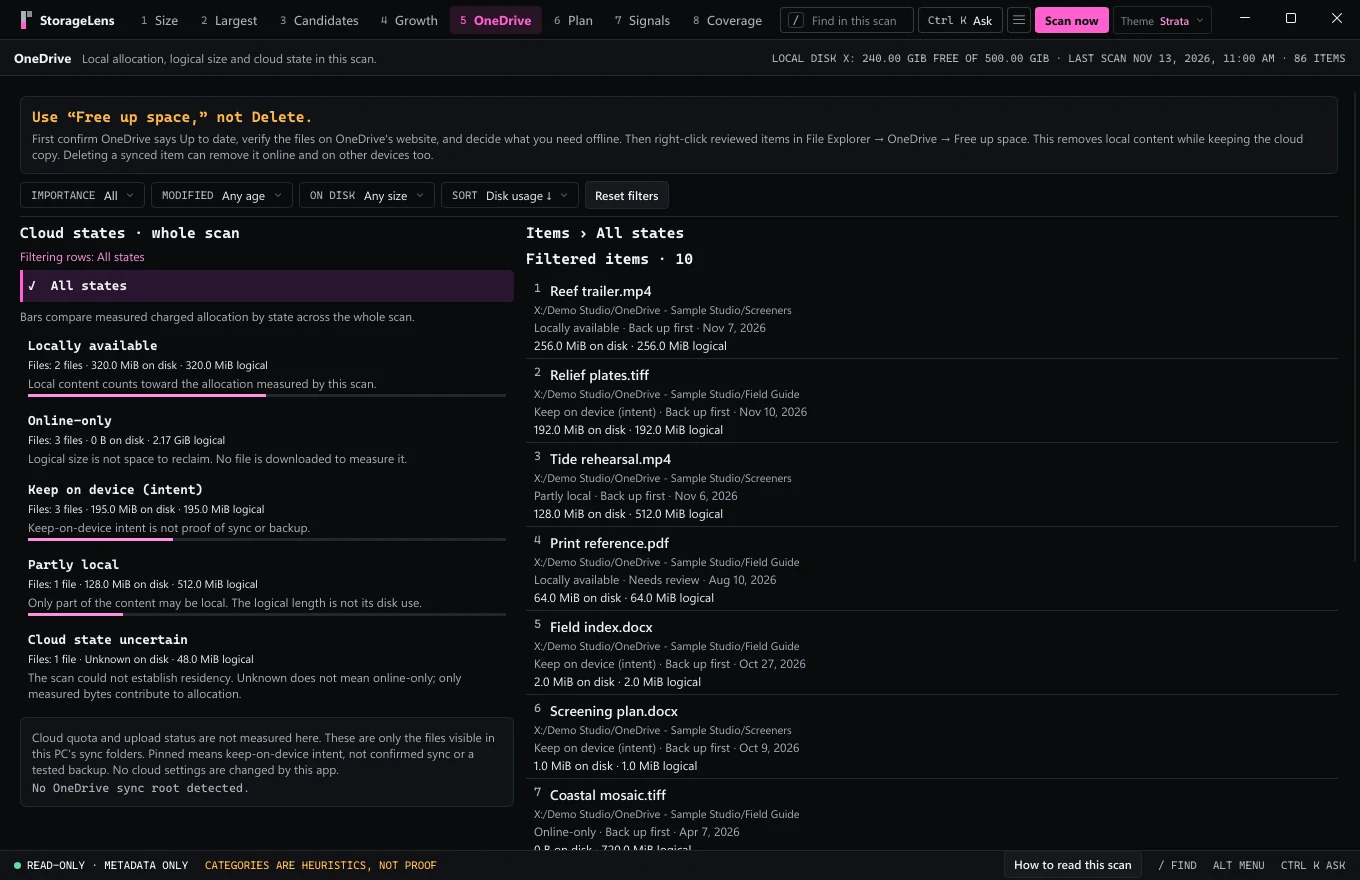 StorageLens 1 Size 2 Largest 3 Candidates 4 Growth 5 OneDrive 6 Plan 7 Signals 8 Coverage / Find in this scan Ctrl K Ask Scan now Theme Strata
OneDrive Local allocation, logical size and cloud state in this scan. LOCAL DISK X: 240.00 GIB FREE OF 500.00 GIB · LAST SCAN NOV 13, 2026, 11:00 AM · 86 ITEMS
Use “Free up space,” not Delete.
First confirm OneDrive says Up to date, verify the files on OneDrive's website, and decide what you need offline. Then right-click reviewed items in File Explorer → OneDrive → Free up space. This removes local content while keeping the cloud
copy. Deleting a synced item can remove it online and on other devices too.
IMPORTANCE All MODIFIED Any age ON DISK Any size SORT Disk usage ↓ Reset filters
Cloud states · whole scan
Filtering rows: All states
✓ All states
Bars compare measured charged allocation by state across the whole scan.
Locally available
Files: 2 files · 320.0 MiB on disk · 320.0 MiB logical
Local content counts toward the allocation measured by this scan.
Online-only
Files: 3 files · 0 B on disk · 2.17 GiB logical
Logical size is not space to reclaim. No file is downloaded to measure it.
Keep on device (intent)
Files: 3 files · 195.0 MiB on disk · 195.0 MiB logical
Keep-on-device intent is not proof of sync or backup.
Partly local
Files: 1 file · 128.0 MiB on disk · 512.0 MiB logical
Only part of the content may be local. The logical length is not its disk use.
Cloud state uncertain
Files: 1 file · Unknown on disk · 48.0 MiB logical
The scan could not establish residency. Unknown does not mean online-only; only
measured bytes contribute to allocation.
Cloud quota and upload status are not measured here. These are only the files visible in
this PC's sync folders. Pinned means keep-on-device intent, not confirmed sync or a
tested backup. No cloud settings are changed by this app.
No OneDrive sync root detected.
Items › All states
Filtered items · 10
1 Reef trailer.mp4
X:/Demo Studio/OneDrive - Sample Studio/Screeners
Locally available · Back up first · Nov 7, 2026
256.0 MiB on disk · 256.0 MiB logical
2 Relief plates.tiff
X:/Demo Studio/OneDrive - Sample Studio/Field Guide
Keep on device (intent) · Back up first · Nov 10, 2026
192.0 MiB on disk · 192.0 MiB logical
3 Tide rehearsal.mp4
X:/Demo Studio/OneDrive - Sample Studio/Screeners
Partly local · Back up first · Nov 6, 2026
128.0 MiB on disk · 512.0 MiB logical
4 Print reference.pdf
X:/Demo Studio/OneDrive - Sample Studio/Field Guide
Locally available · Needs review · Aug 10, 2026
64.0 MiB on disk · 64.0 MiB logical
5 Field index.docx
X:/Demo Studio/OneDrive - Sample Studio/Field Guide
Keep on device (intent) · Back up first · Oct 27, 2026
2.0 MiB on disk · 2.0 MiB logical
6 Screening plan.docx
X:/Demo Studio/OneDrive - Sample Studio/Screeners
Keep on device (intent) · Back up first · Oct 9, 2026
1.0 MiB on disk · 1.0 MiB logical
7 Coastal mosaic.tiff
X:/Demo Studio/OneDrive - Sample Studio/Field Guide
Online-only · Back up first · Apr 7, 2026
0 B on disk · 720.0 MiB logical
READ-ONLY · METADATA ONLY CATEGORIES ARE HEURISTICS, NOT PROOF How to read this scan / FIND ALT MENU CTRL K ASK